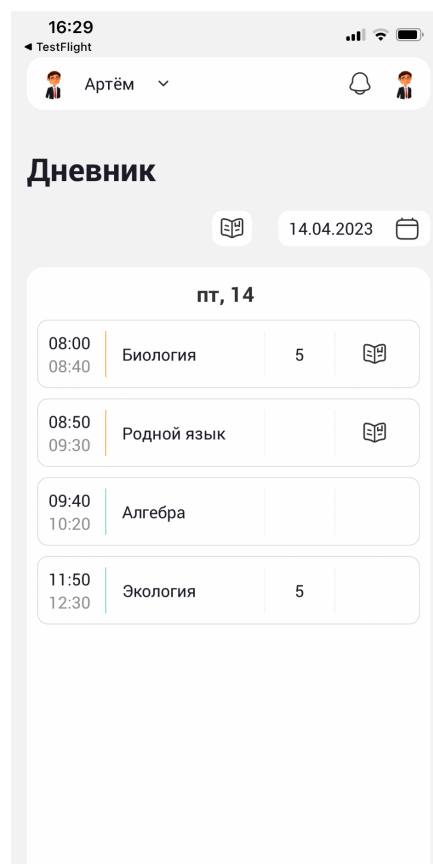 16:29
◀ TestFlight
Артём
Дневник
14.04.2023
пт, 14
08:00
08:40
Биология
5
08:50
09:30
Родной язык
09:40
10:20
Алгебра
11:50
12:30
Экология
5